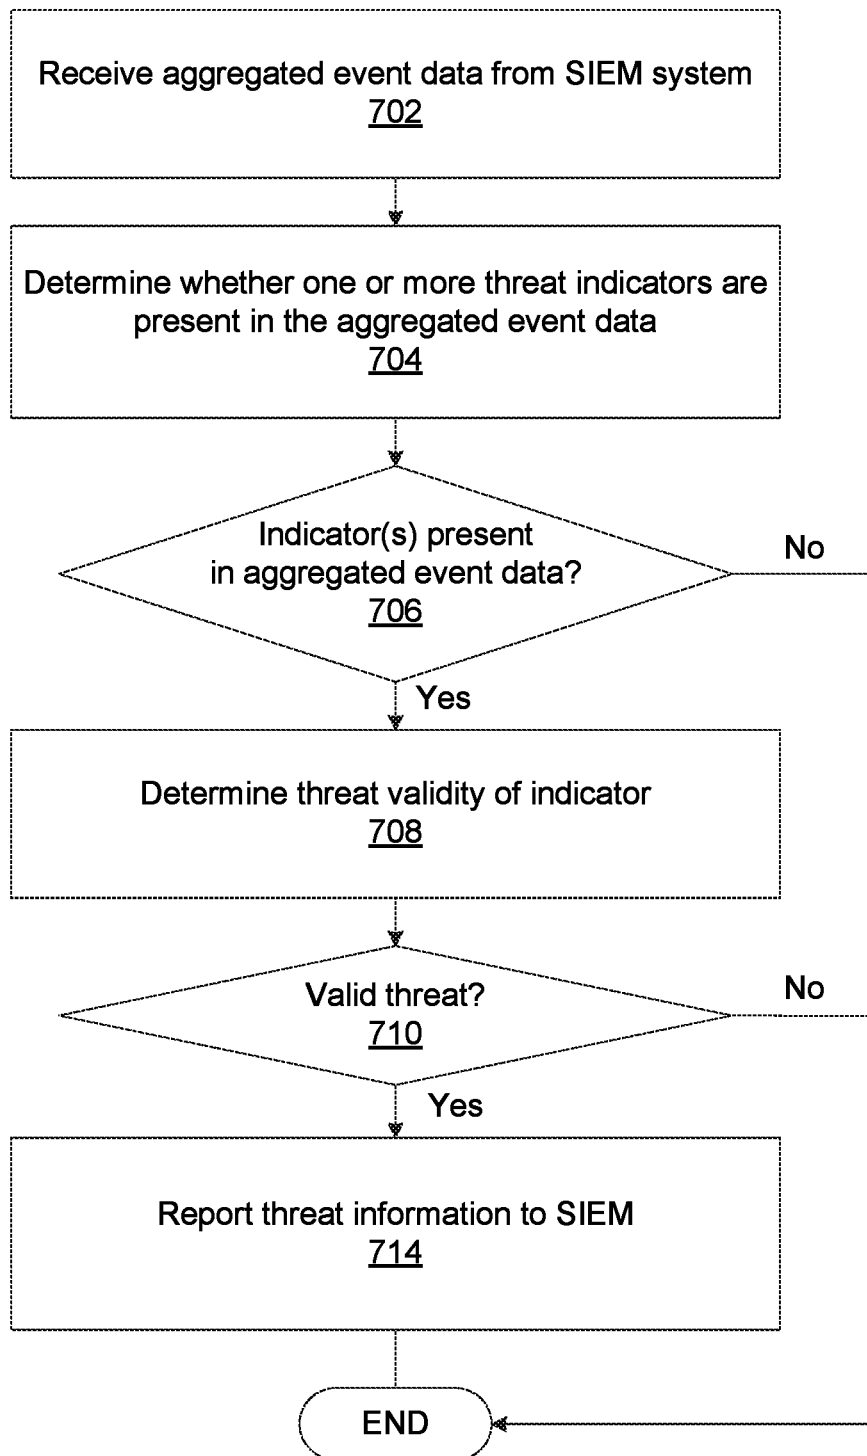 Receive aggregated event data from SIEM system
702
Determine whether one or more threat indicators are
present in the aggregated event data
704
Indicator(s) present
in aggregated event data?
706
No
Yes
Determine threat validity of indicator
708
Valid threat?
710
No
Yes
Report threat information to SIEM
714
END